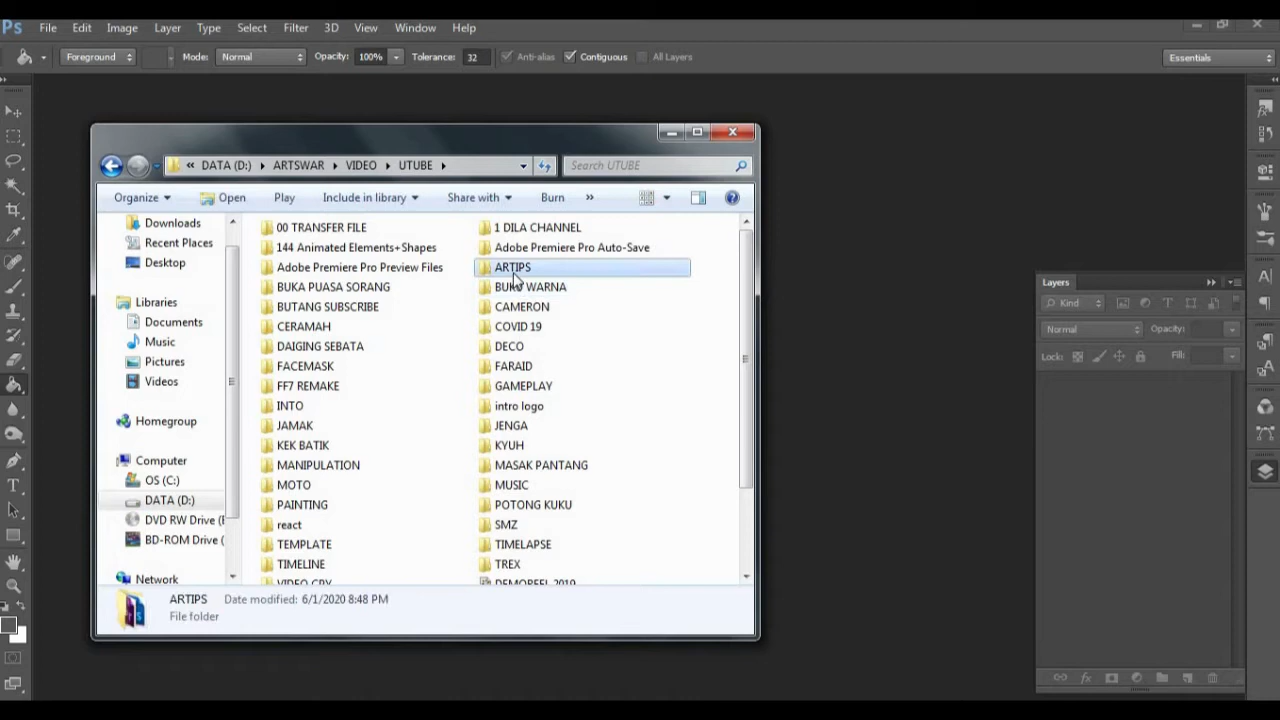 Ps File Edit Image Layer Type Select Filter 3D View Window Help
Foreground Mode: Normal Opacity: 100% Tolerance: 32 Anti-alias Contiguous All Layers Essentials
« DATA (D:) ARTSWAR VIDEO UTUBE Search UTUBE
Organize Open Play Include in library Share with Burn »
Downloads
Recent Places
Desktop
Libraries
Documents
Music
Pictures
Videos
Homegroup
Computer
OS (C:)
DATA (D:)
DVD RW Drive (
BD-ROM Drive (
Network
00 TRANSFER FILE 1 DILA CHANNEL
144 Animated Elements+Shapes Adobe Premiere Pro Auto-Save
Adobe Premiere Pro Preview Files ARTIPS
BUKA PUASA SORANG BUKU WARNA
BUTANG SUBSCRIBE CAMERON
CERAMAH COVID 19
DAIGING SEBATA DECO
FACEMASK FARAID
FF7 REMAKE GAMEPLAY
INTO intro logo
JAMAK JENGA
KEK BATIK KYUH
MANIPULATION MASAK PANTANG
MOTO MUSIC
PAINTING POTONG KUKU
react SMZ
TEMPLATE TIMELAPSE
TIMELINE TREX
VIDEO CRY DEMOREEL 2019
ARTIPS Date modified: 6/1/2020 8:48 PM
File folder
Layers
Kind
Normal Opacity:
Lock: Fill: